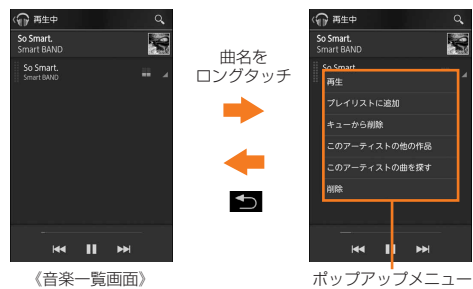 再生中
So Smart.
Smart BAND
So Smart.
Smart BAND
曲名を
ロングタッチ
再生中
So Smart.
Smart BAND
So Smart.
再生
プレイリストに追加
キューから削除
このアーティストの他の作品
このアーティストの曲を探す
削除
《音楽一覧画面》
ポップアップメニュー